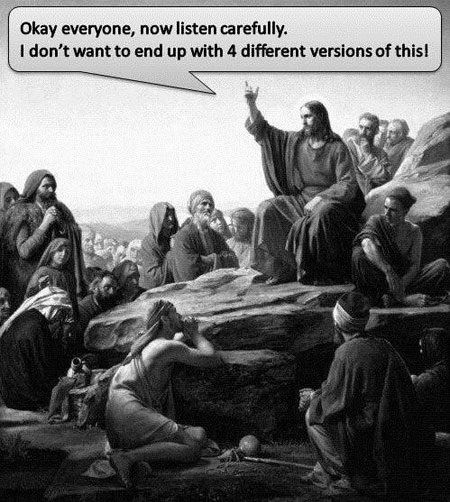 Okay everyone, now listen carefully.
I don’t want to end up with 4 different versions of this!